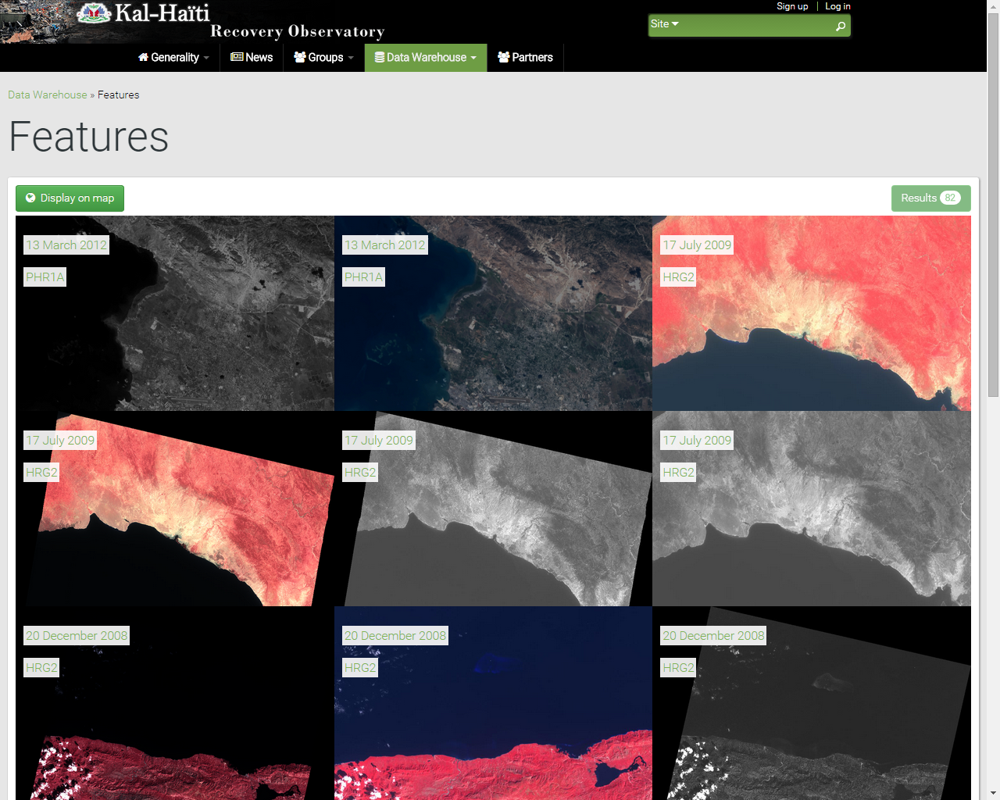 Kal-Haïti
Recovery Observatory
Sign up
Log in
Site
Generality
News
Groups
Data Warehouse
Partners
Data Warehouse » Features
Features
Display on map
Results 82
13 March 2012
PHR1A
13 March 2012
PHR1A
17 July 2009
HRG2
17 July 2009
HRG2
17 July 2009
HRG2
17 July 2009
HRG2
20 December 2008
HRG2
20 December 2008
HRG2
20 December 2008
HRG2